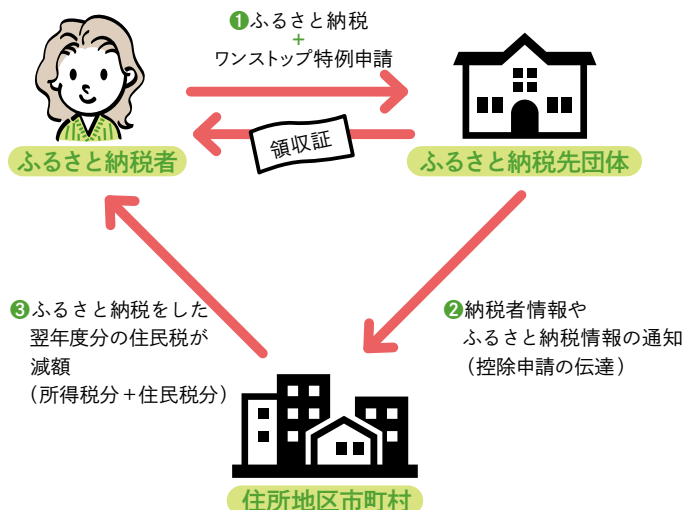 ❶ふるさと納税
+
ワンストップ特例申請
領収証
ふるさと納税者
ふるさと納税先団体
❸ふるさと納税をした
翌年度分の住民税が
減額
(所得税分+住民税分)
❷納税者情報や
ふるさと納税情報の通知
(控除申請の伝達)
住所地区市町村